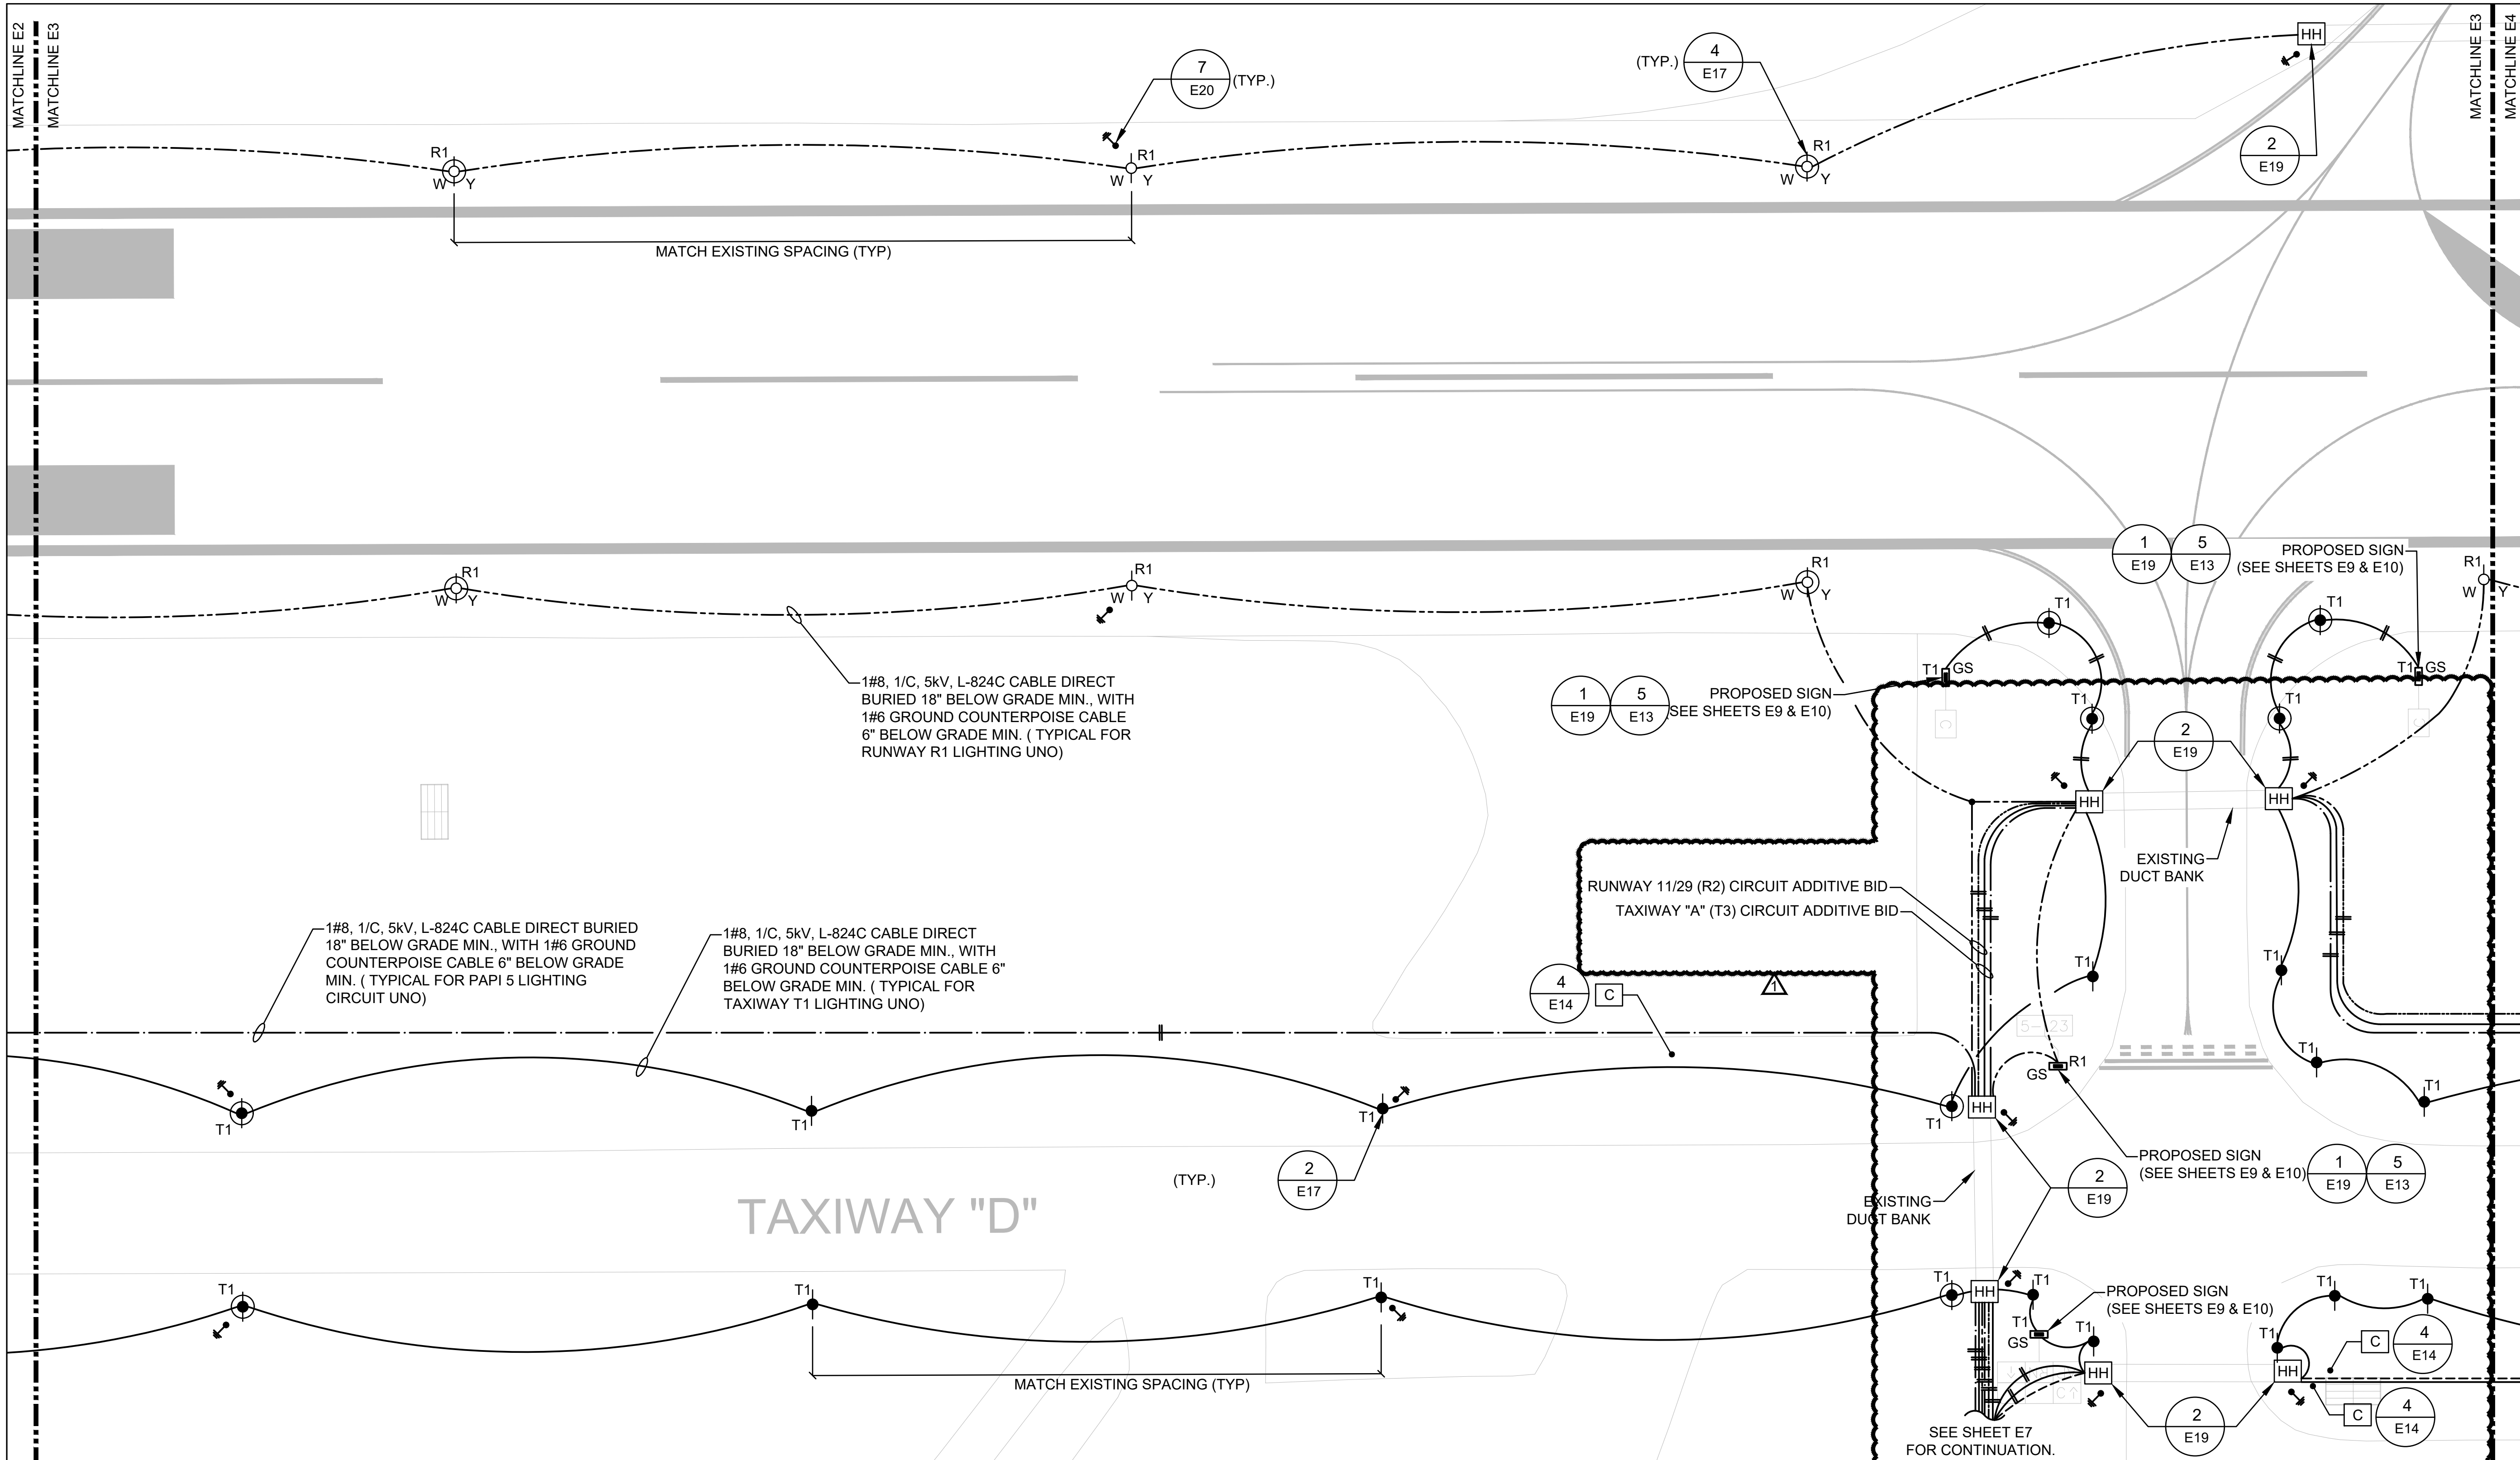 MATCHLINE E2
MATCHLINE E3
MATCHLINE E3
MATCHLINE E4
7
E20
(TYP.)
(TYP.)
4
E17
HH
2
E19
R1
W Y
R1
W Y
R1
W Y
MATCH EXISTING SPACING (TYP)
1
E19
5
E13
PROPOSED SIGN
(SEE SHEETS E9 & E10)
R1
W Y
R1
W Y
R1
W Y
R1
W Y
T1
T1
T1 GS
T1 GS
1#8, 1/C, 5kV, L-824C CABLE DIRECT
BURIED 18" BELOW GRADE MIN., WITH
1#6 GROUND COUNTERPOISE CABLE
6" BELOW GRADE MIN. ( TYPICAL FOR
RUNWAY R1 LIGHTING UNO)
1
E19
5
E13
PROPOSED SIGN
(SEE SHEETS E9 & E10)
T1
T1
C
2
E19
HH
HH
EXISTING
DUCT BANK
RUNWAY 11/29 (R2) CIRCUIT ADDITIVE BID
TAXIWAY "A" (T3) CIRCUIT ADDITIVE BID
1#8, 1/C, 5kV, L-824C CABLE DIRECT BURIED
18" BELOW GRADE MIN., WITH 1#6 GROUND
COUNTERPOISE CABLE 6" BELOW GRADE
MIN. ( TYPICAL FOR PAPI 5 LIGHTING
CIRCUIT UNO)
1#8, 1/C, 5kV, L-824C CABLE DIRECT
BURIED 18" BELOW GRADE MIN., WITH
1#6 GROUND COUNTERPOISE CABLE 6"
BELOW GRADE MIN. ( TYPICAL FOR
TAXIWAY T1 LIGHTING UNO)
4
E14
C
1
T1
T1
5-23
R1
GS
T1
T1
T1
T1
T1
T1
HH
(TYP.)
2
E17
PROPOSED SIGN
(SEE SHEETS E9 & E10)
1
E19
5
E13
2
E19
EXISTING
DUCT BANK
TAXIWAY "D"
T1
T1
T1
T1
HH
T1
PROPOSED SIGN
(SEE SHEETS E9 & E10)
T1
GS
T1
T1
T1
T1
C
4
E14
HH
HH
C↑
MATCH EXISTING SPACING (TYP)
C
4
E14
2
E19
SEE SHEET E7
FOR CONTINUATION.